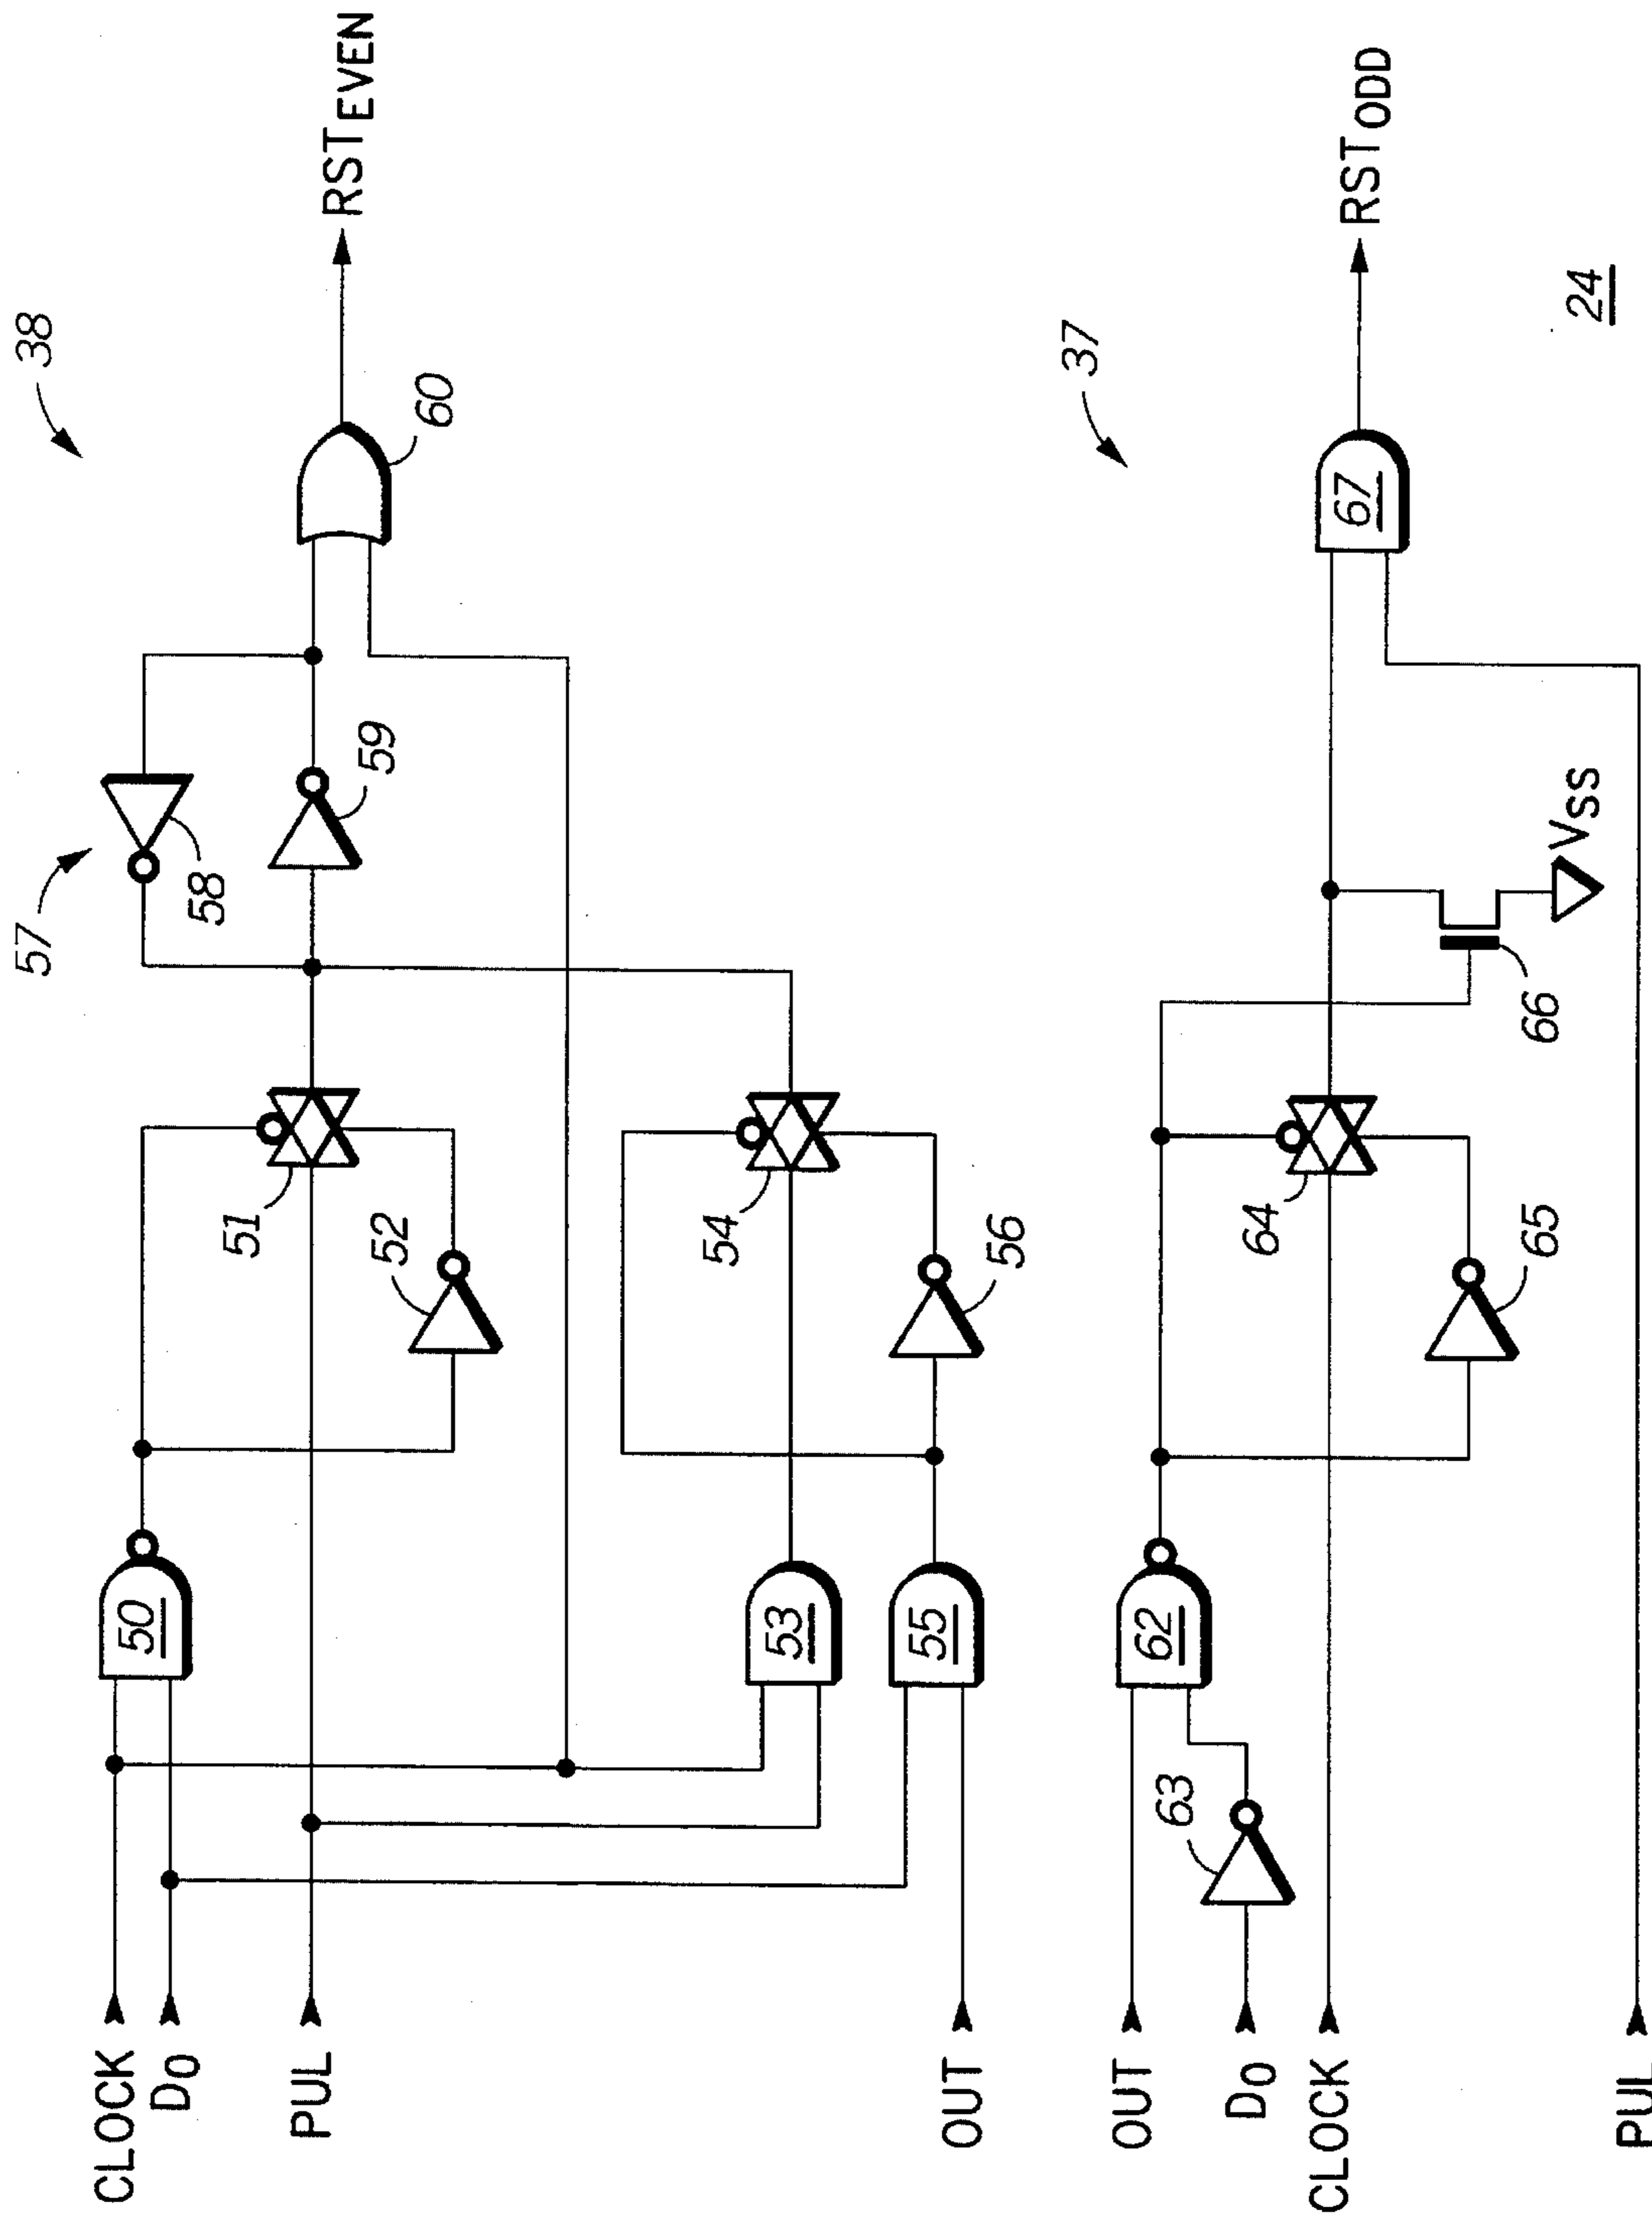 38
57
CLOCK
D0
PUL
50
51
52
58
59
60
RSTEVEN
53
54
55
56
OUT
37
OUT
D0
CLOCK
PUL
62
63
64
65
66
VSS
67
RSTODD
24